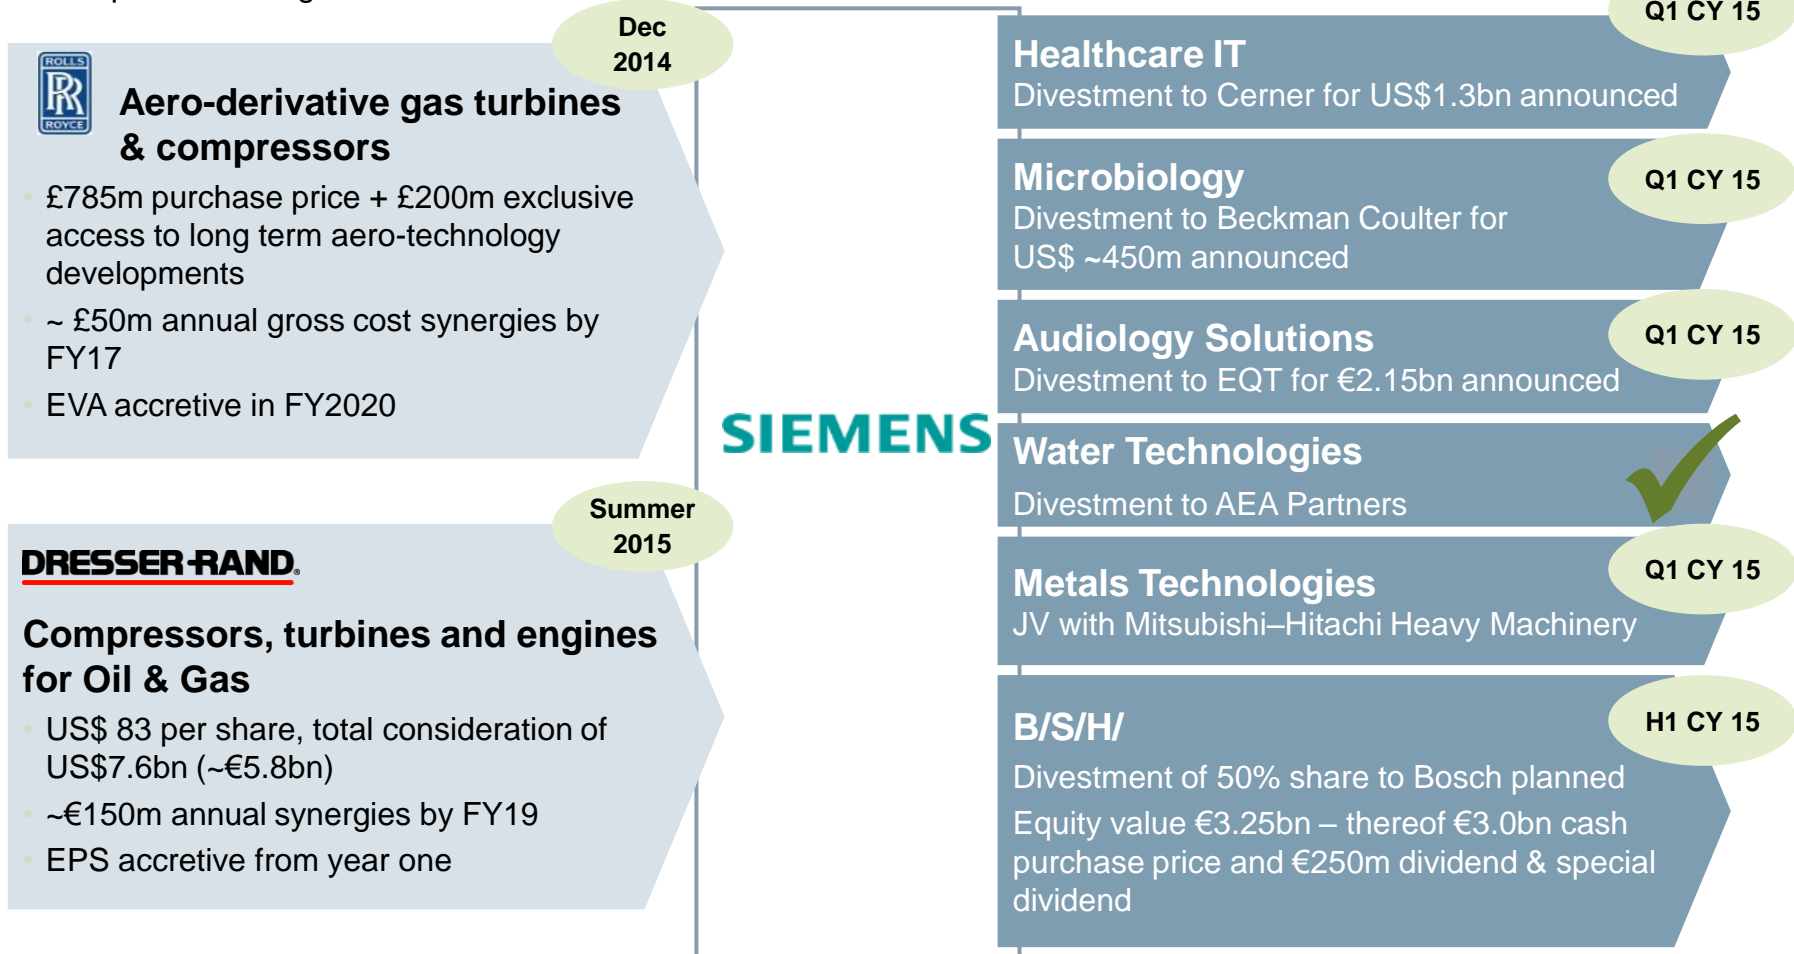 Dec
2014
ROLLS
RR
ROYCE
Aero-derivative gas turbines
& compressors
£785m purchase price + £200m exclusive
access to long term aero-technology
developments
~ £50m annual gross cost synergies by
FY17
EVA accretive in FY2020
Summer
2015
DRESSER-RAND®
Compressors, turbines and engines
for Oil & Gas
US$ 83 per share, total consideration of
US$7.6bn (~€5.8bn)
~€150m annual synergies by FY19
EPS accretive from year one
SIEMENS
Q1 CY 15
Healthcare IT
Divestment to Cerner for US$1.3bn announced
Q1 CY 15
Microbiology
Divestment to Beckman Coulter for
US$ ~450m announced
Q1 CY 15
Audiology Solutions
Divestment to EQT for €2.15bn announced
Water Technologies
Divestment to AEA Partners
Q1 CY 15
Metals Technologies
JV with Mitsubishi–Hitachi Heavy Machinery
H1 CY 15
B/S/H/
Divestment of 50% share to Bosch planned
Equity value €3.25bn – thereof €3.0bn cash
purchase price and €250m dividend & special
dividend